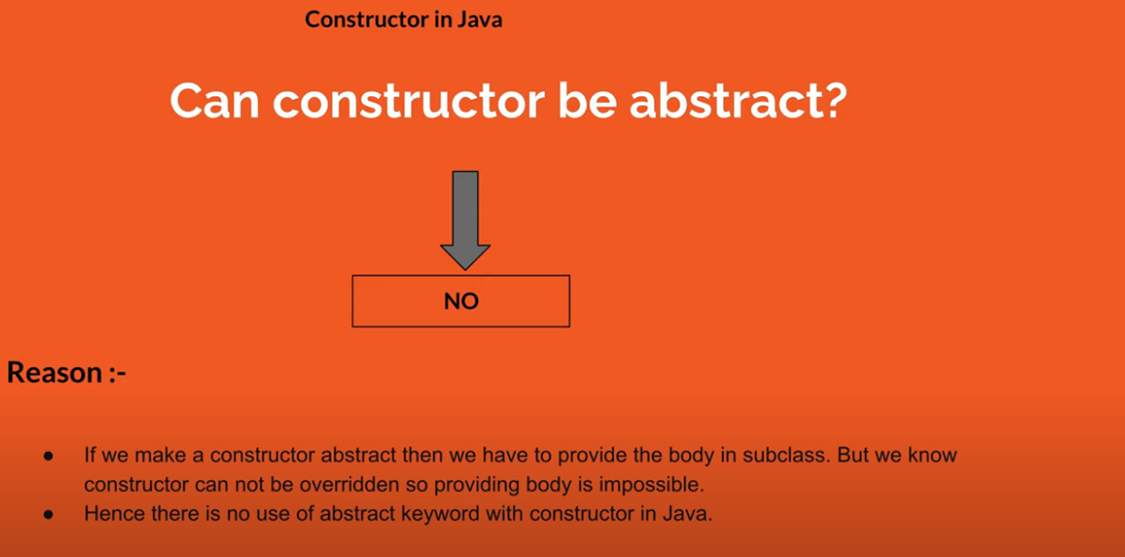 Constructor in Java
Can constructor be abstract?
NO
Reason :-
● If we make a constructor abstract then we have to provide the body in subclass. But we know
constructor can not be overridden so providing body is impossible.
● Hence there is no use of abstract keyword with constructor in Java.